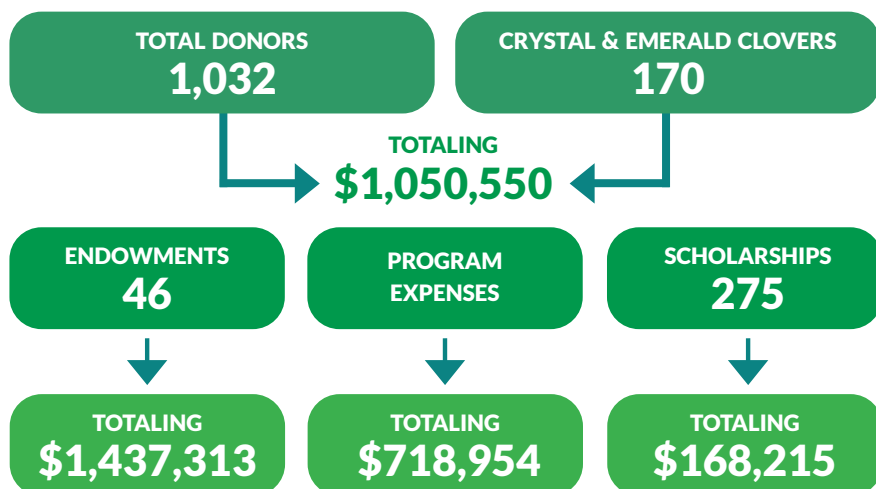 TOTAL DONORS
1,032
CRYSTAL & EMERALD CLOVERS
170
TOTALING
$1,050,550
ENDOWMENTS
46
PROGRAM
EXPENSES
SCHOLARSHIPS
275
TOTALING
$1,437,313
TOTALING
$718,954
TOTALING
$168,215